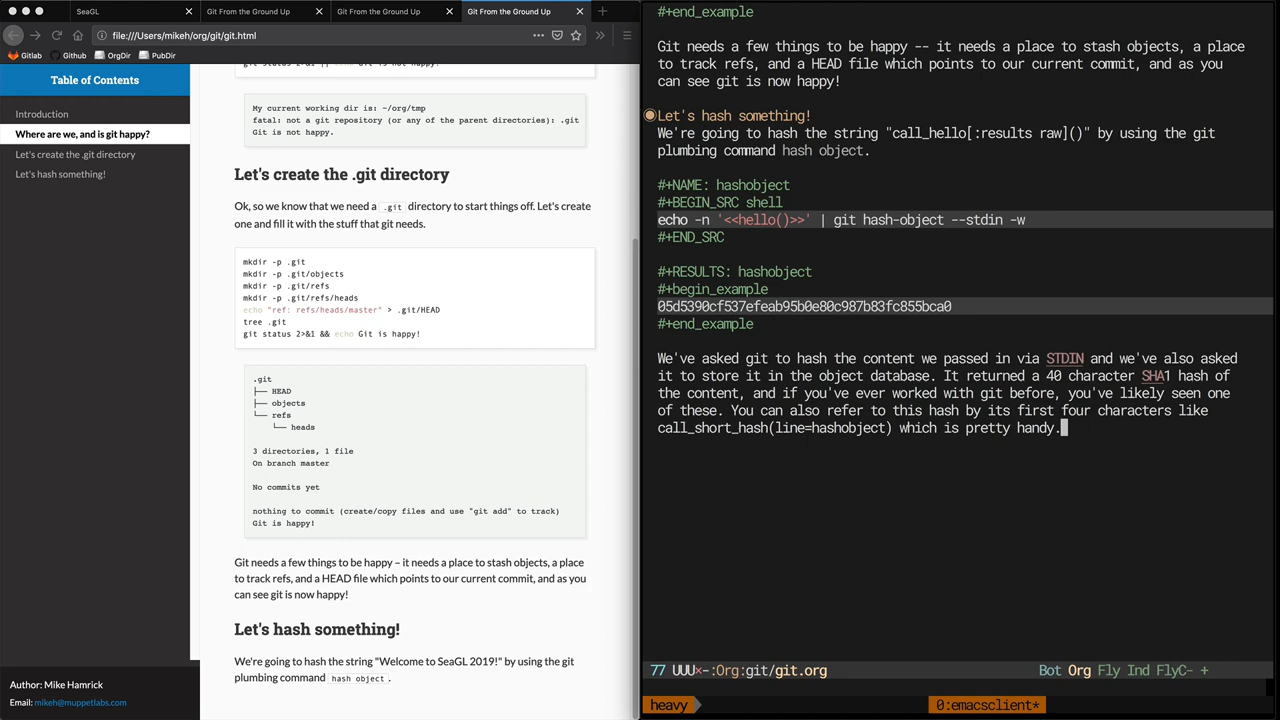 SeaGL
Git From the Ground Up
Git From the Ground Up
Git From the Ground Up
file:///Users/mikeh/org/git/git.html
Gitlab
Github
OrgDir
PubDir
Table of Contents
Introduction
Where are we, and is git happy?
Let's create the .git directory
Let's hash something!
Author: Mike Hamrick
Email: mikeh@muppetlabs.com
git status 2>&1 || echo Git is not happy!
My current working dir is: ~/org/tmp
fatal: not a git repository (or any of the parent directories): .git
Git is not happy.
Let's create the .git directory
Ok, so we know that we need a .git directory to start things off. Let's create
one and fill it with the stuff that git needs.
mkdir -p .git
mkdir -p .git/objects
mkdir -p .git/refs
mkdir -p .git/refs/heads
echo "ref: refs/heads/master" > .git/HEAD
tree .git
git status 2>&1 && echo Git is happy!
.git
├── HEAD
├── objects
└── refs
└── heads
3 directories, 1 file
On branch master
No commits yet
nothing to commit (create/copy files and use "git add" to track)
Git is happy!
Git needs a few things to be happy – it needs a place to stash objects, a place
to track refs, and a HEAD file which points to our current commit, and as you
can see git is now happy!
Let's hash something!
We're going to hash the string "Welcome to SeaGL 2019!" by using the git
plumbing command hash object.
#+end_example
Git needs a few things to be happy -- it needs a place to stash objects, a place
to track refs, and a HEAD file which points to our current commit, and as you
can see git is now happy!
Let's hash something!
We're going to hash the string "call_hello[:results raw]()" by using the git
plumbing command hash object.
#+NAME: hashobject
#+BEGIN_SRC shell
echo -n '<<hello()>>' | git hash-object --stdin -w
#+END_SRC
#+RESULTS: hashobject
#+begin_example
05d5390cf537efeab95b0e80c987b83fc855bca0
#+end_example
We've asked git to hash the content we passed in via STDIN and we've also asked
it to store it in the object database. It returned a 40 character SHA1 hash of
the content, and if you've ever worked with git before, you've likely seen one
of these. You can also refer to this hash by its first four characters like
call_short_hash(line=hashobject) which is pretty handy.
77 UUU×-:Org:git/git.org Bot Org Fly Ind FlyC- +
heavy 0:emacsclient*